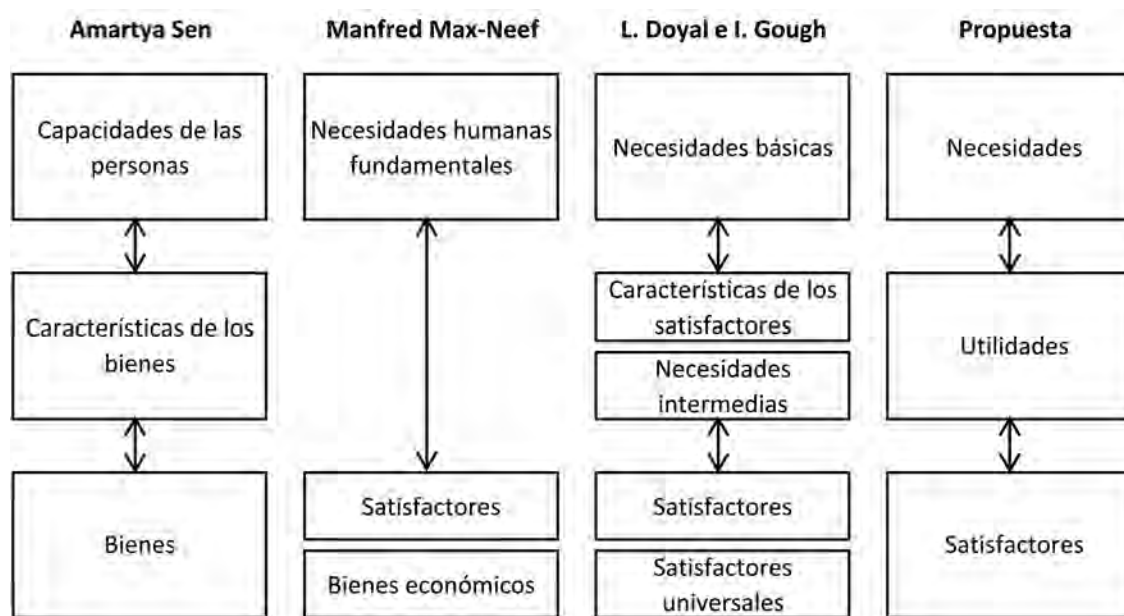 Amartya Sen
Manfred Max-Neef
L. Doyal e I. Gough
Propuesta
Capacidades de las
personas
Necesidades humanas
fundamentales
Necesidades básicas
Necesidades
Características de los
bienes
Características de los
satisfactores
Necesidades
intermedias
Utilidades
Bienes
Satisfactores
Bienes económicos
Satisfactores
Satisfactores
universales
Satisfactores